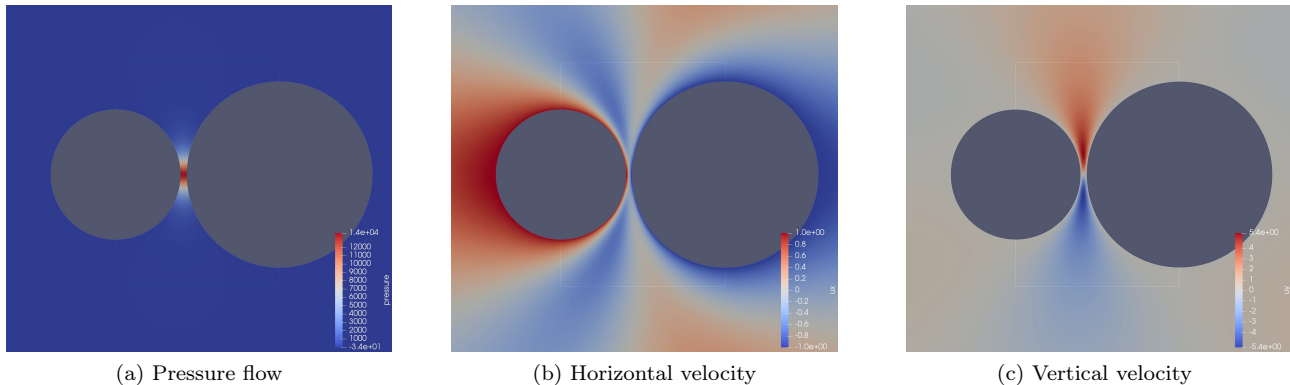 1.4e+04
12000
11000
10000
9000
8000
7000
6000
5000
4000
3000
2000
1000
-3.4e+01
pressure
1.0e+00
0.8
0.6
0.4
0.2
0
-0.2
-0.4
-0.6
-0.8
-1.0e+00
ux
5.4e+00
4
3
2
1
0
-1
-2
-3
-4
-5.4e+00
uy
(a) Pressure flow
(b) Horizontal velocity
(c) Vertical velocity